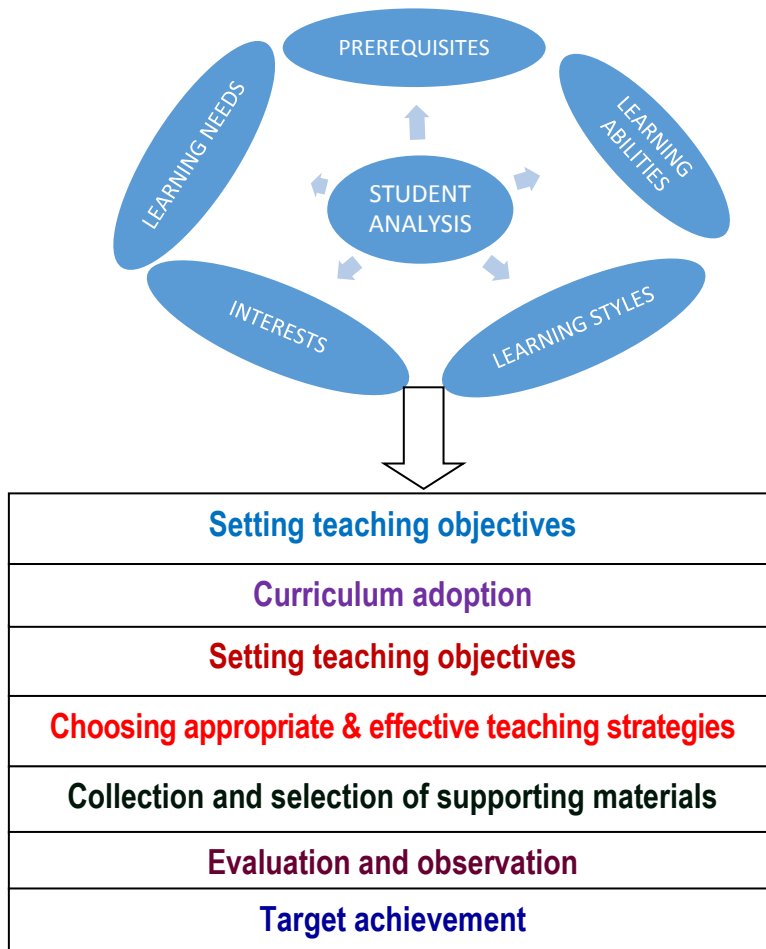 PREREQUISITES
LEARNING NEEDS
LEARNING
ABILITIES
STUDENT
ANALYSIS
INTERESTS
LEARNING STYLES
Setting teaching objectives
Curriculum adoption
Setting teaching objectives
Choosing appropriate & effective teaching strategies
Collection and selection of supporting materials
Evaluation and observation
Target achievement